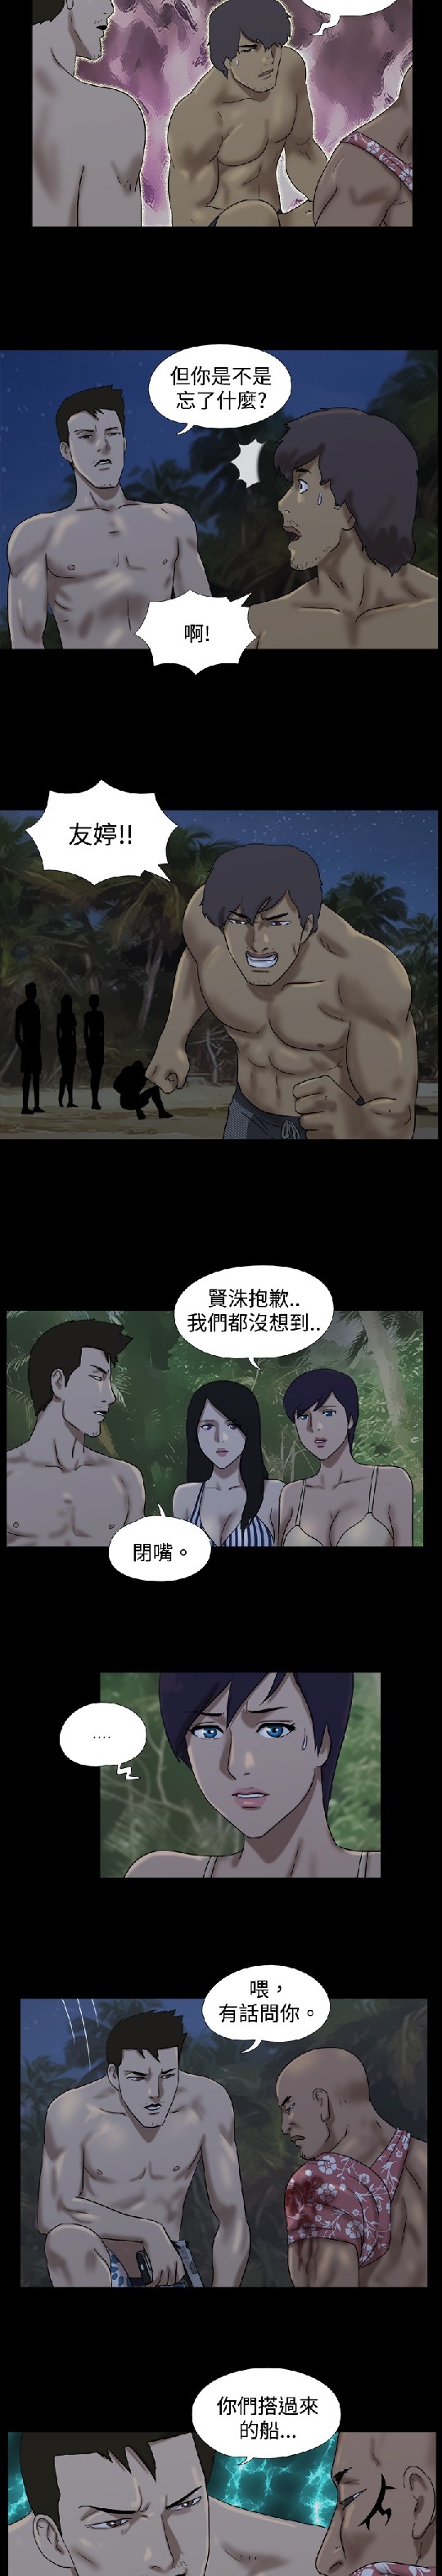 但你是不是
忘了什麼?
啊!
友婷!!
賢洙抱歉..
我們都沒想到..
閉嘴。
....
喂，
有話問你。
你們搭過來
的船...